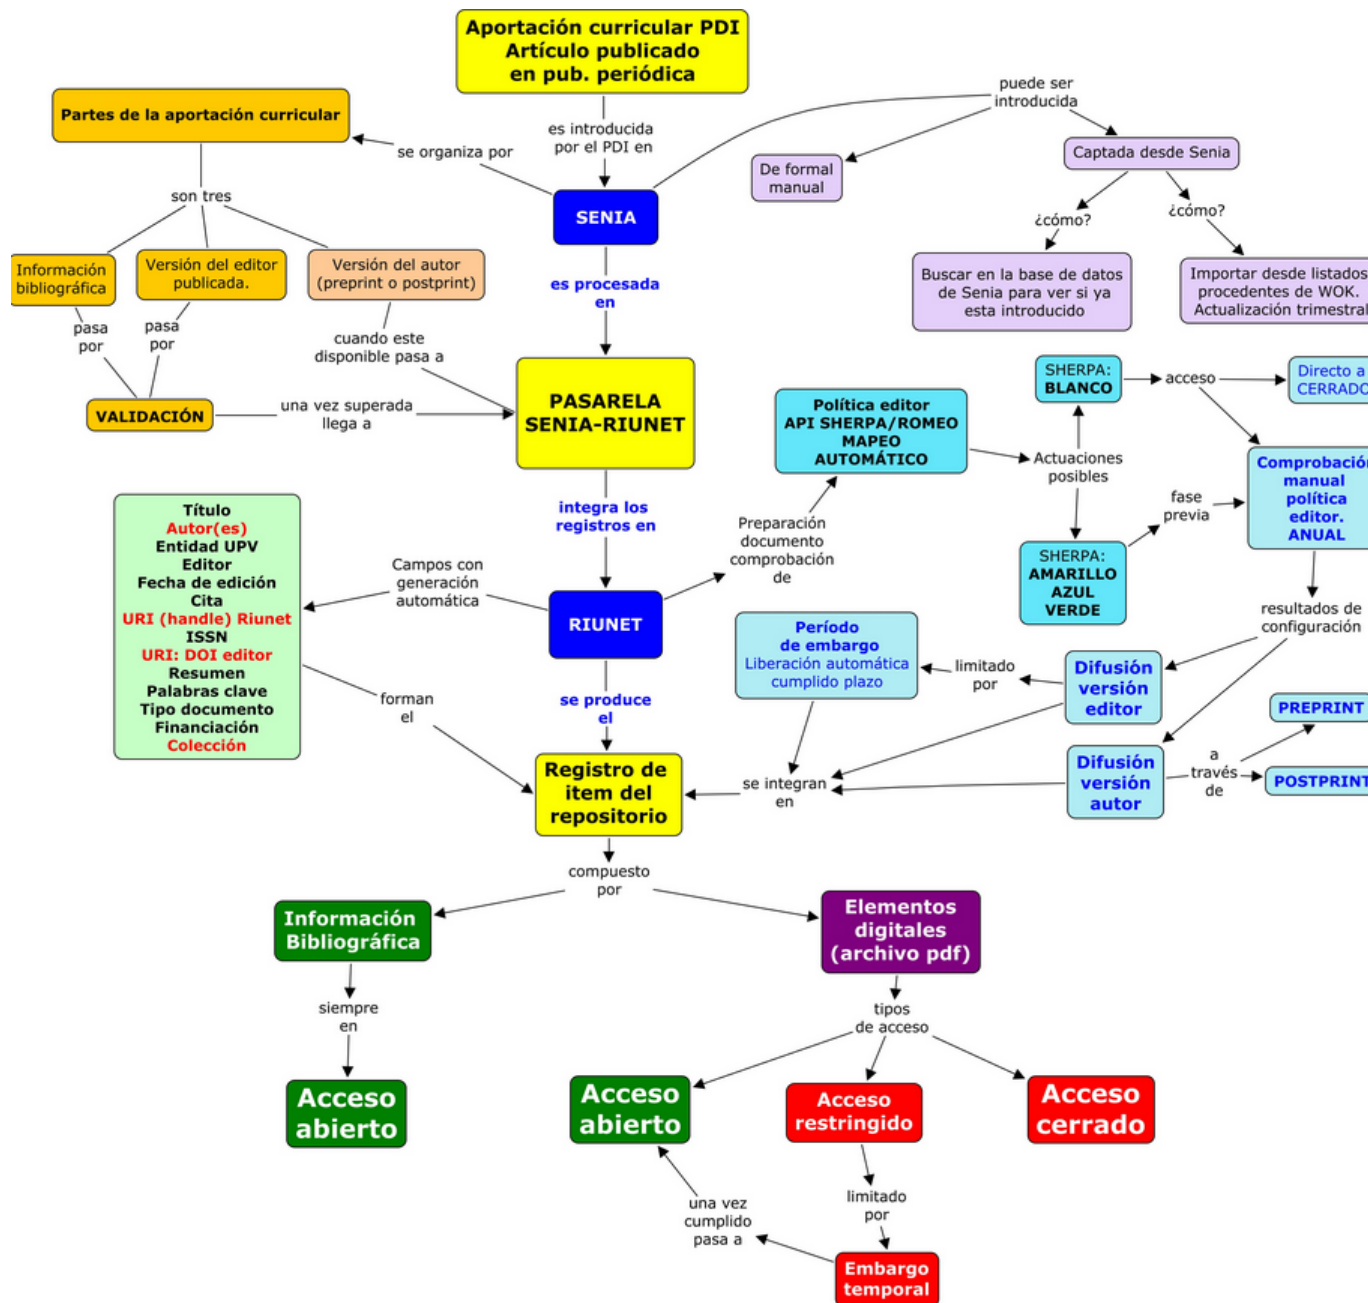 Aportación curricular PDI
Artículo publicado
en pub. periódica
puede ser
introducida
Partes de la aportación curricular
es introducida
por el PDI en
se organiza por
De formal
manual
Captada desde Senia
son tres
SENIA
¿cómo?
¿cómo?
Información
bibliográfica
Versión del editor
publicada.
Versión del autor
(preprint o postprint)
es procesada
en
Buscar en la base de datos
de Senia para ver si ya
esta introducido
Importar desde listados
procedentes de WOK.
Actualización trimestral
pasa
por
pasa
por
cuando este
disponible pasa a
VALIDACIÓN
una vez superada
llega a
PASARELA
SENIA-RIUNET
Política editor
API SHERPA/ROMEO
MAPEO
AUTOMÁTICO
SHERPA:
BLANCO
acceso
Directo a
CERRADO
Actuaciones
posibles
Comprobación
manual
política
editor.
ANUAL
fase
previa
SHERPA:
AMARILLO
AZUL
VERDE
integra los
registros en
Preparación
documento
comprobación
de
Título
Autor(es)
Entidad UPV
Editor
Fecha de edición
Cita
URI (handle) Riunet
ISSN
URI: DOI editor
Resumen
Palabras clave
Tipo documento
Financiación
Colección
Campos con
generación
automática
RIUNET
resultados de
configuración
Período
de embargo
Liberación automática
cumplido plazo
limitado
por
Difusión
versión
editor
forman
el
se produce
el
PREPRINT
Difusión
versión
autor
a
través
de
POSTPRINT
se integran
en
Registro de
item del
repositorio
compuesto
por
Información
Bibliográfica
Elementos
digitales
(archivo pdf)
siempre
en
tipos
de acceso
Acceso
abierto
Acceso
abierto
Acceso
restringido
Acceso
cerrado
una vez
cumplido
pasa a
limitado
por
Embargo
temporal